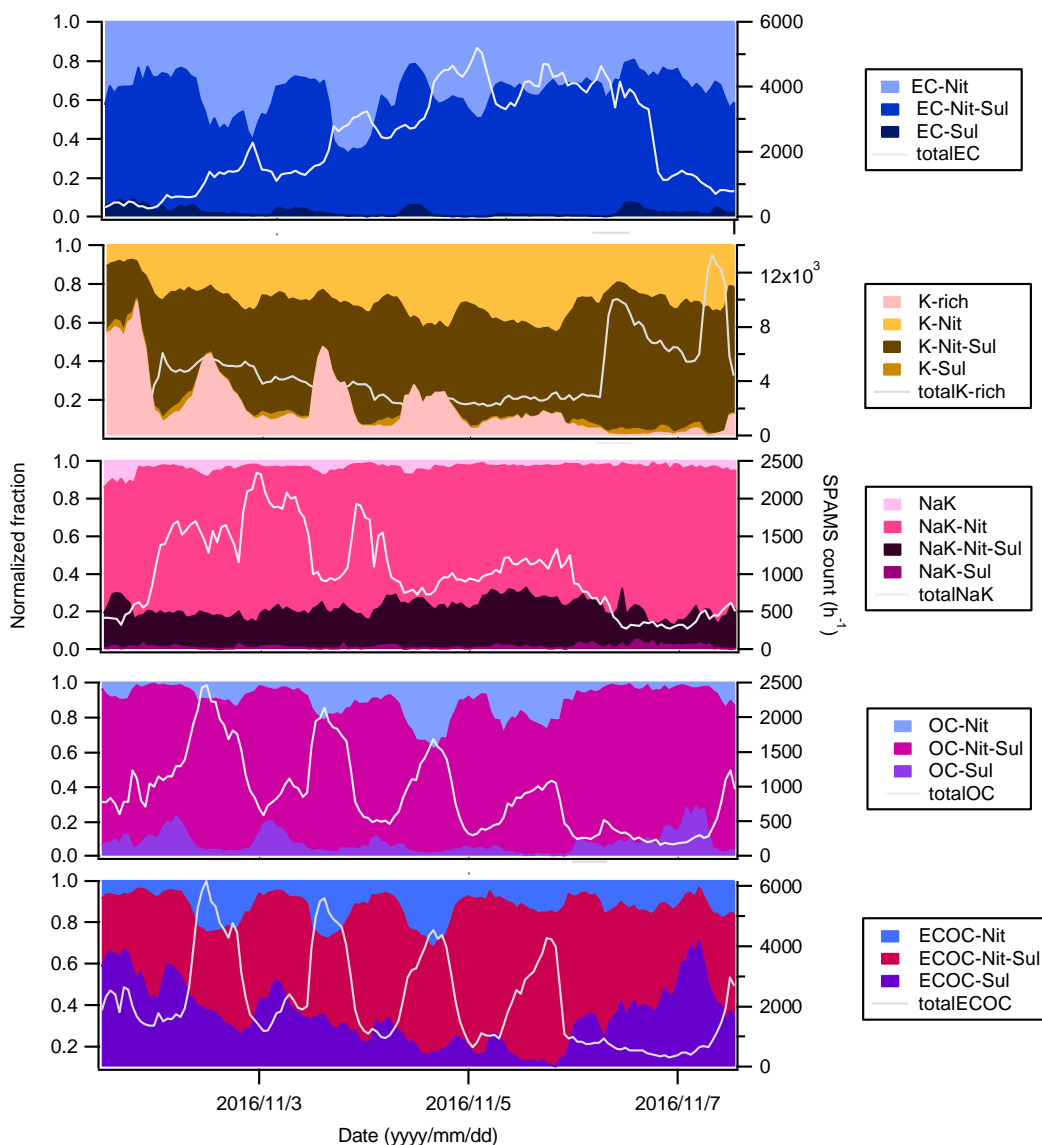 1.0
0.8
0.6
0.4
0.2
0.0
6000
5000
4000
3000
2000
1000
0
EC-Nit
EC-Nit-Sul
EC-Sul
totalEC
1.0
0.8
0.6
0.4
0.2
12x10³
8
4
0
K-rich
K-Nit
K-Nit-Sul
K-Sul
totalK-rich
Normalized fraction
1.0
0.8
0.6
0.4
0.2
0.0
2500
2000
1500
1000
500
0
SPAMS count (h⁻¹)
NaK
NaK-Nit
NaK-Nit-Sul
NaK-Sul
totalNaK
1.0
0.8
0.6
0.4
0.2
0.0
2500
2000
1500
1000
500
0
OC-Nit
OC-Nit-Sul
OC-Sul
totalOC
1.0
0.8
0.6
0.4
0.2
6000
4000
2000
0
ECOC-Nit
ECOC-Nit-Sul
ECOC-Sul
totalECOC
2016/11/3
2016/11/5
2016/11/7
Date (yyyy/mm/dd)